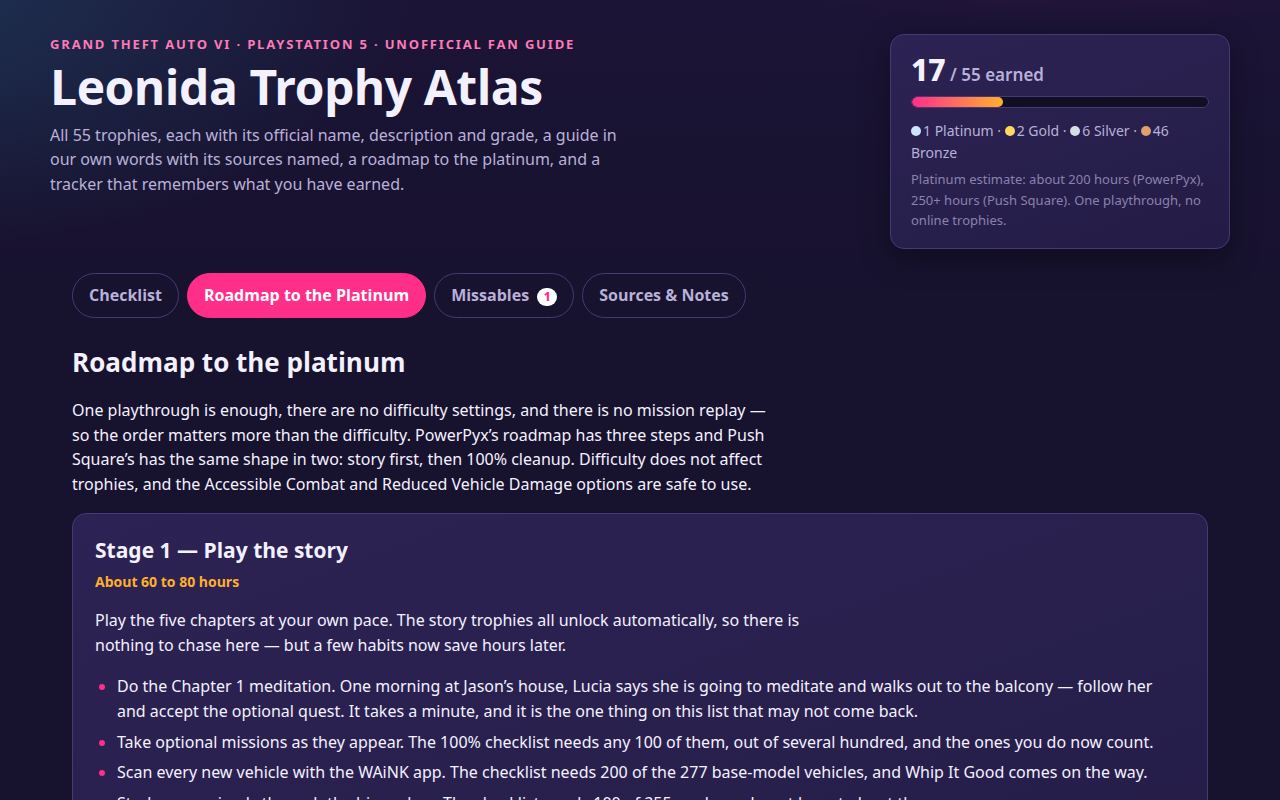 GRAND THEFT AUTO VI · PLAYSTATION 5 · UNOFFICIAL FAN GUIDE
Leonida Trophy Atlas
All 55 trophies, each with its official name, description and grade, a guide in
our own words with its sources named, a roadmap to the platinum, and a
tracker that remembers what you have earned.
17 / 55 earned
1 Platinum · 2 Gold · 6 Silver · 46
Bronze
Platinum estimate: about 200 hours (PowerPyx),
250+ hours (Push Square). One playthrough, no
online trophies.
Checklist
Roadmap to the Platinum
Missables 1
Sources & Notes
Roadmap to the platinum
One playthrough is enough, there are no difficulty settings, and there is no mission replay —
so the order matters more than the difficulty. PowerPyx’s roadmap has three steps and Push
Square’s has the same shape in two: story first, then 100% cleanup. Difficulty does not affect
trophies, and the Accessible Combat and Reduced Vehicle Damage options are safe to use.
Stage 1 — Play the story
About 60 to 80 hours
Play the five chapters at your own pace. The story trophies all unlock automatically, so there is
nothing to chase here — but a few habits now save hours later.
Do the Chapter 1 meditation. One morning at Jason’s house, Lucia says she is going to meditate and walks out to the balcony — follow her
and accept the optional quest. It takes a minute, and it is the one thing on this list that may not come back.
Take optional missions as they appear. The 100% checklist needs any 100 of them, out of several hundred, and the ones you do now count.
Scan every new vehicle with the WAiNK app. The checklist needs 200 of the 277 base-model vehicles, and Whip It Good comes on the way.